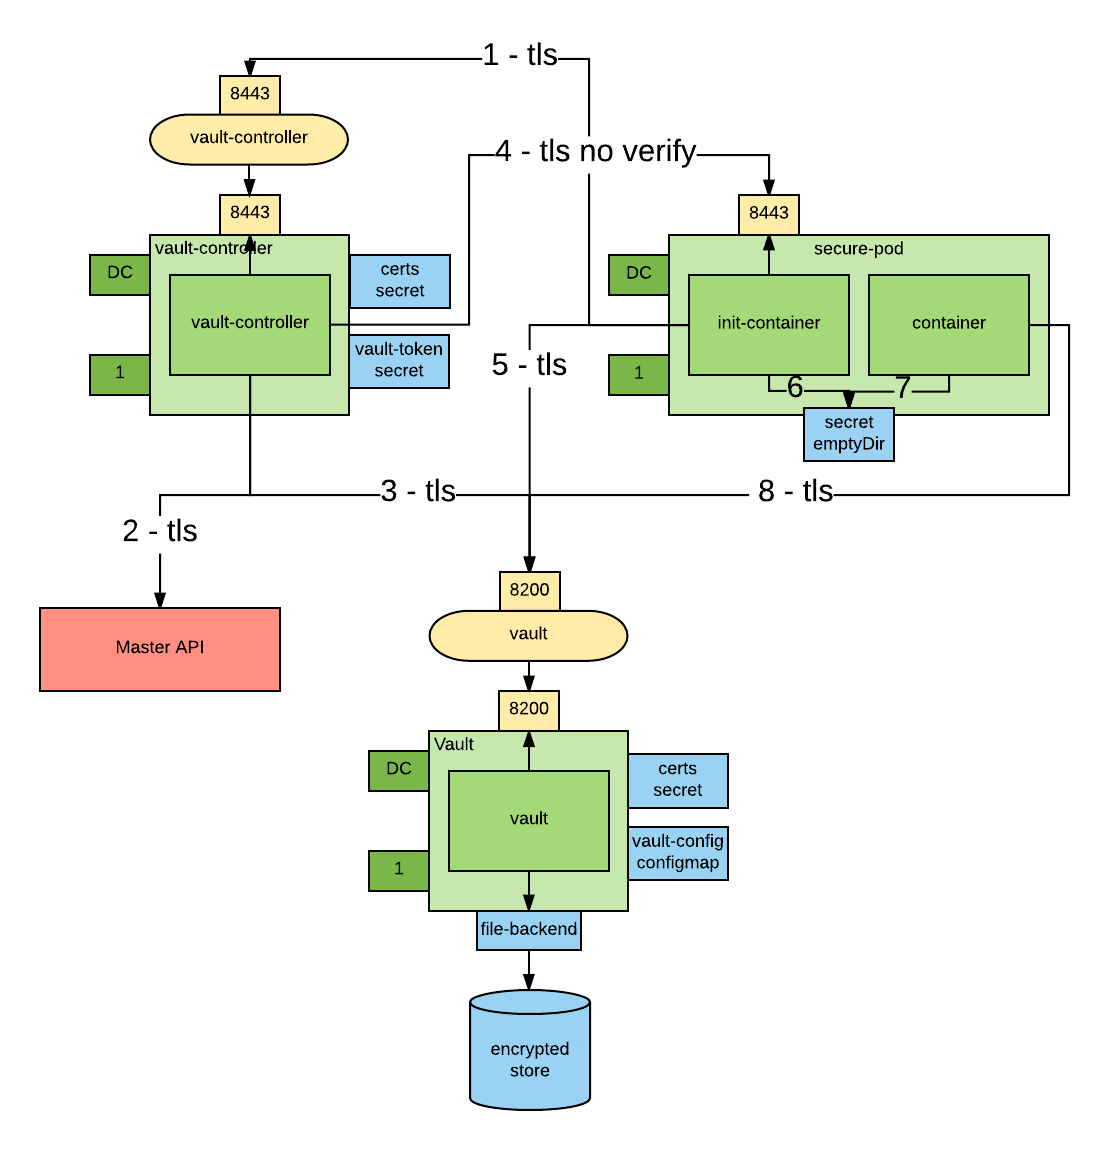 1 - tls
8443
vault-controller
4 - tls no verify
8443
8443
vault-controller
secure-pod
DC
certs
secret
DC
vault-controller
init-container
container
vault-token
secret
1
5 - tls
1
6
7
secret
emptyDir
3 - tls
8 - tls
2 - tls
8200
vault
Master API
8200
Vault
DC
certs
secret
vault
vault-config
configmap
1
file-backend
encrypted
store